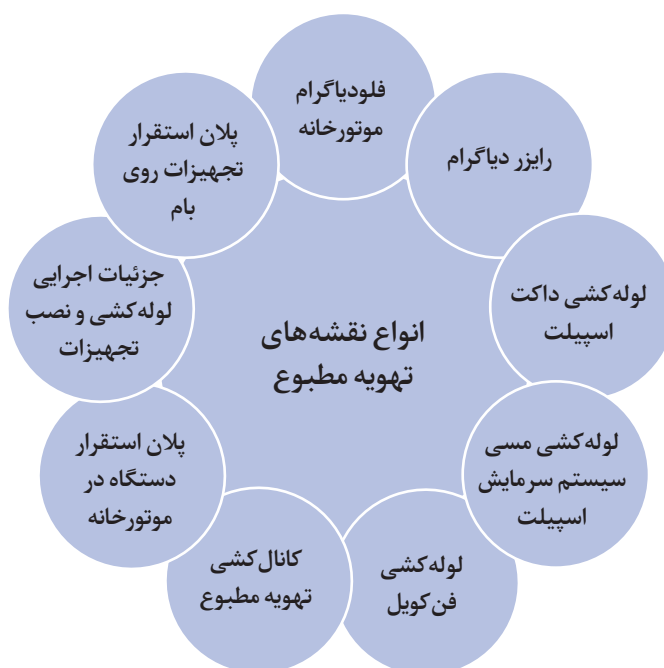 انواع نقشه‌های
تهویه مطبوع
فلودیاگرام
موتورخانه
رایزر دیاگرام
لوله‌کشی داکت
اسپیلت
لوله‌کشی مسی
سیستم سرمایش
اسپیلت
لوله‌کشی
فن‌کویل
کانال‌کشی
تهویه مطبوع
پلان استقرار
دستگاه در
موتورخانه
جزئیات اجرایی
لوله‌کشی و نصب
تجهیزات
پلان استقرار
تجهیزات روی
بام